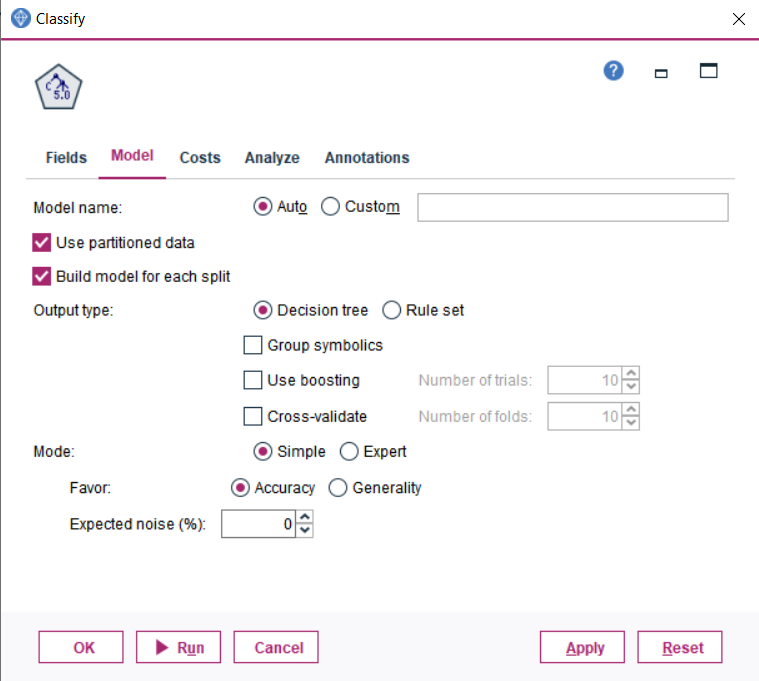 Classify
C 5.0
?
Fields Model Costs Analyze Annotations
Model name: Auto Custom
Use partitioned data
Build model for each split
Output type: Decision tree Rule set
Group symbolics
Use boosting Number of trials: 10
Cross-validate Number of folds: 10
Mode: Simple Expert
Favor: Accuracy Generality
Expected noise (%): 0
OK Run Cancel Apply Reset